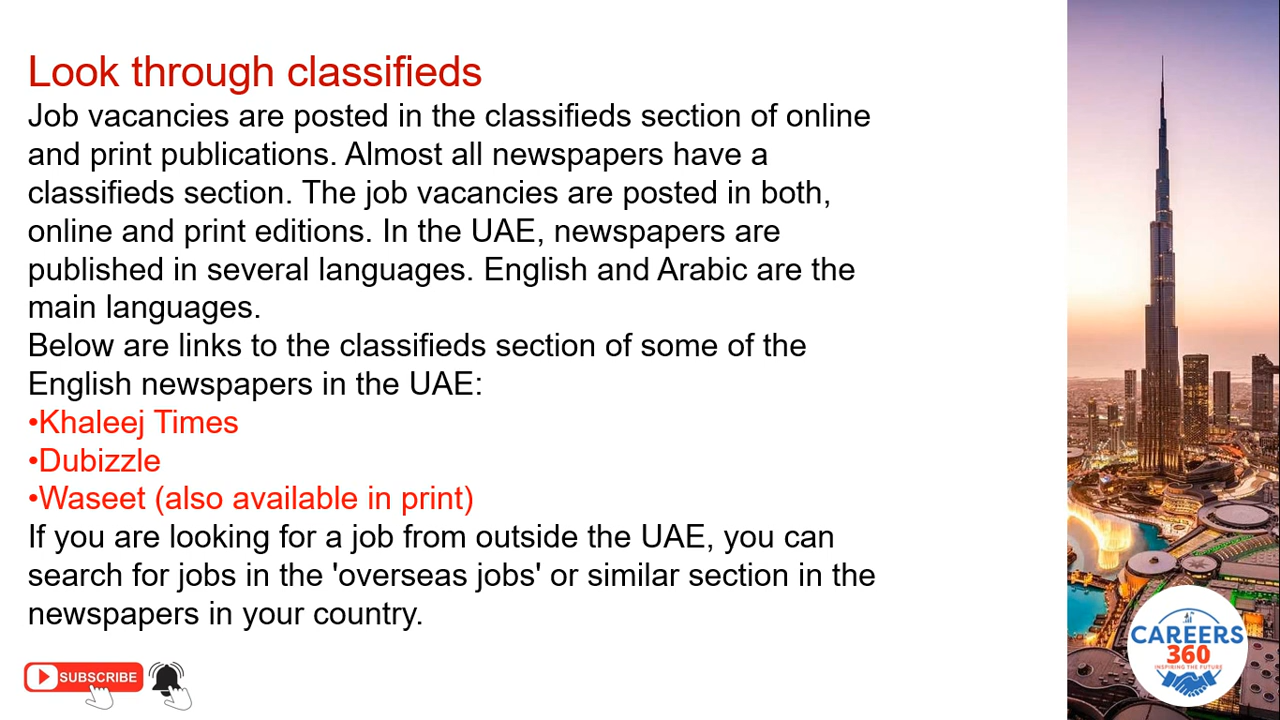 Look through classifieds
Job vacancies are posted in the classifieds section of online
and print publications. Almost all newspapers have a
classifieds section. The job vacancies are posted in both,
online and print editions. In the UAE, newspapers are
published in several languages. English and Arabic are the
main languages.
Below are links to the classifieds section of some of the
English newspapers in the UAE:
•Khaleej Times
•Dubizzle
•Waseet (also available in print)
If you are looking for a job from outside the UAE, you can
search for jobs in the 'overseas jobs' or similar section in the
newspapers in your country.
SUBSCRIBE
CAREERS
360
INSPIRING THE FUTURE